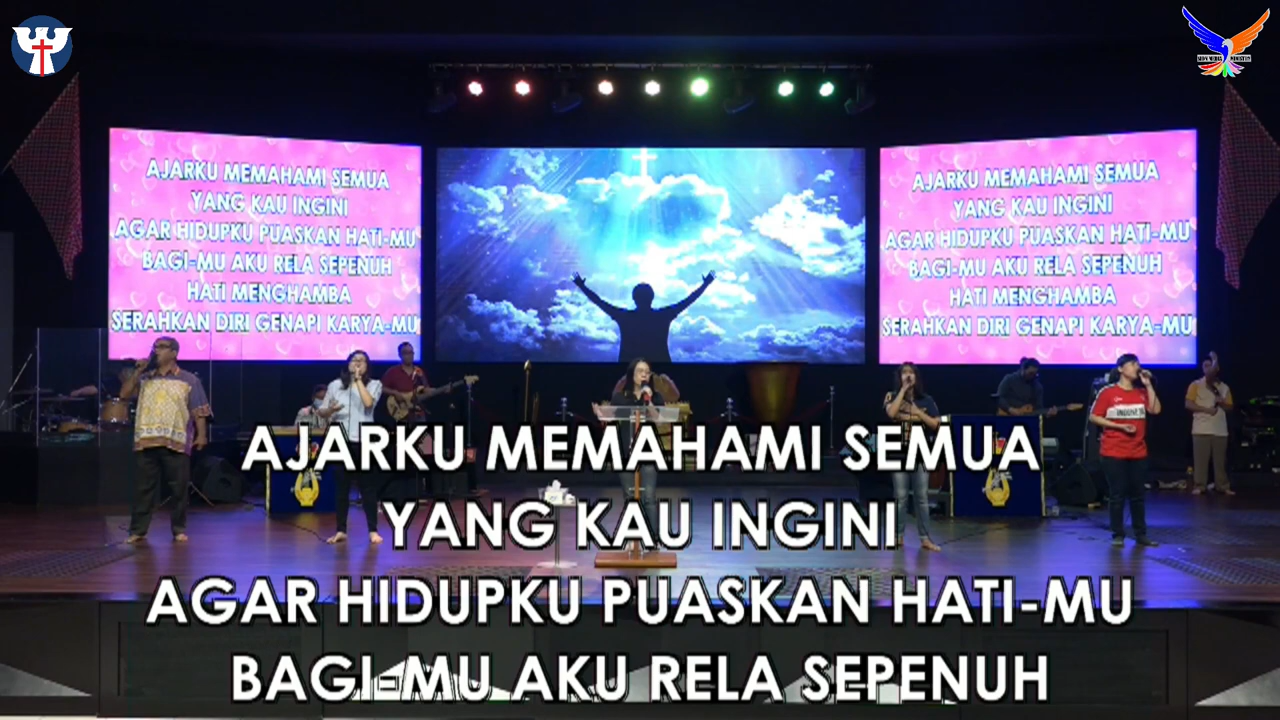 SION MEDIA MINISTRY
AJARKU MEMAHAMI SEMUA
YANG KAU INGINI
AGAR HIDUPKU PUASKAN HATI-MU
BAGI-MU AKU RELA SEPENUH
HATI MENGHAMBA
SERAHKAN DIRI GENAPI KARYA-MU
AJARKU MEMAHAMI SEMUA
YANG KAU INGINI
AGAR HIDUPKU PUASKAN HATI-MU
BAGI-MU AKU RELA SEPENUH
HATI MENGHAMBA
SERAHKAN DIRI GENAPI KARYA-MU
AJARKU MEMAHAMI SEMUA
YANG KAU INGINI
AGAR HIDUPKU PUASKAN HATI-MU
BAGI-MU AKU RELA SEPENUH